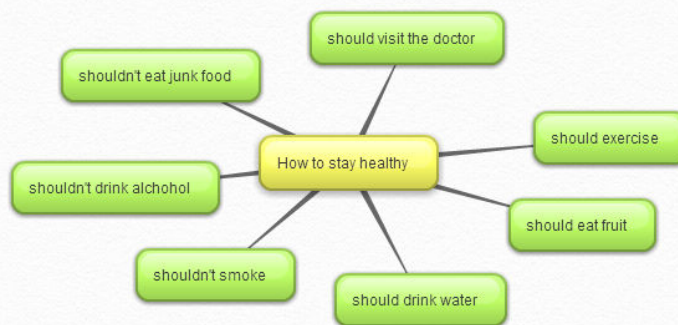 should visit the doctor
shouldn't eat junk food
should exercise
How to stay healthy
shouldn't drink alchohol
should eat fruit
shouldn't smoke
should drink water